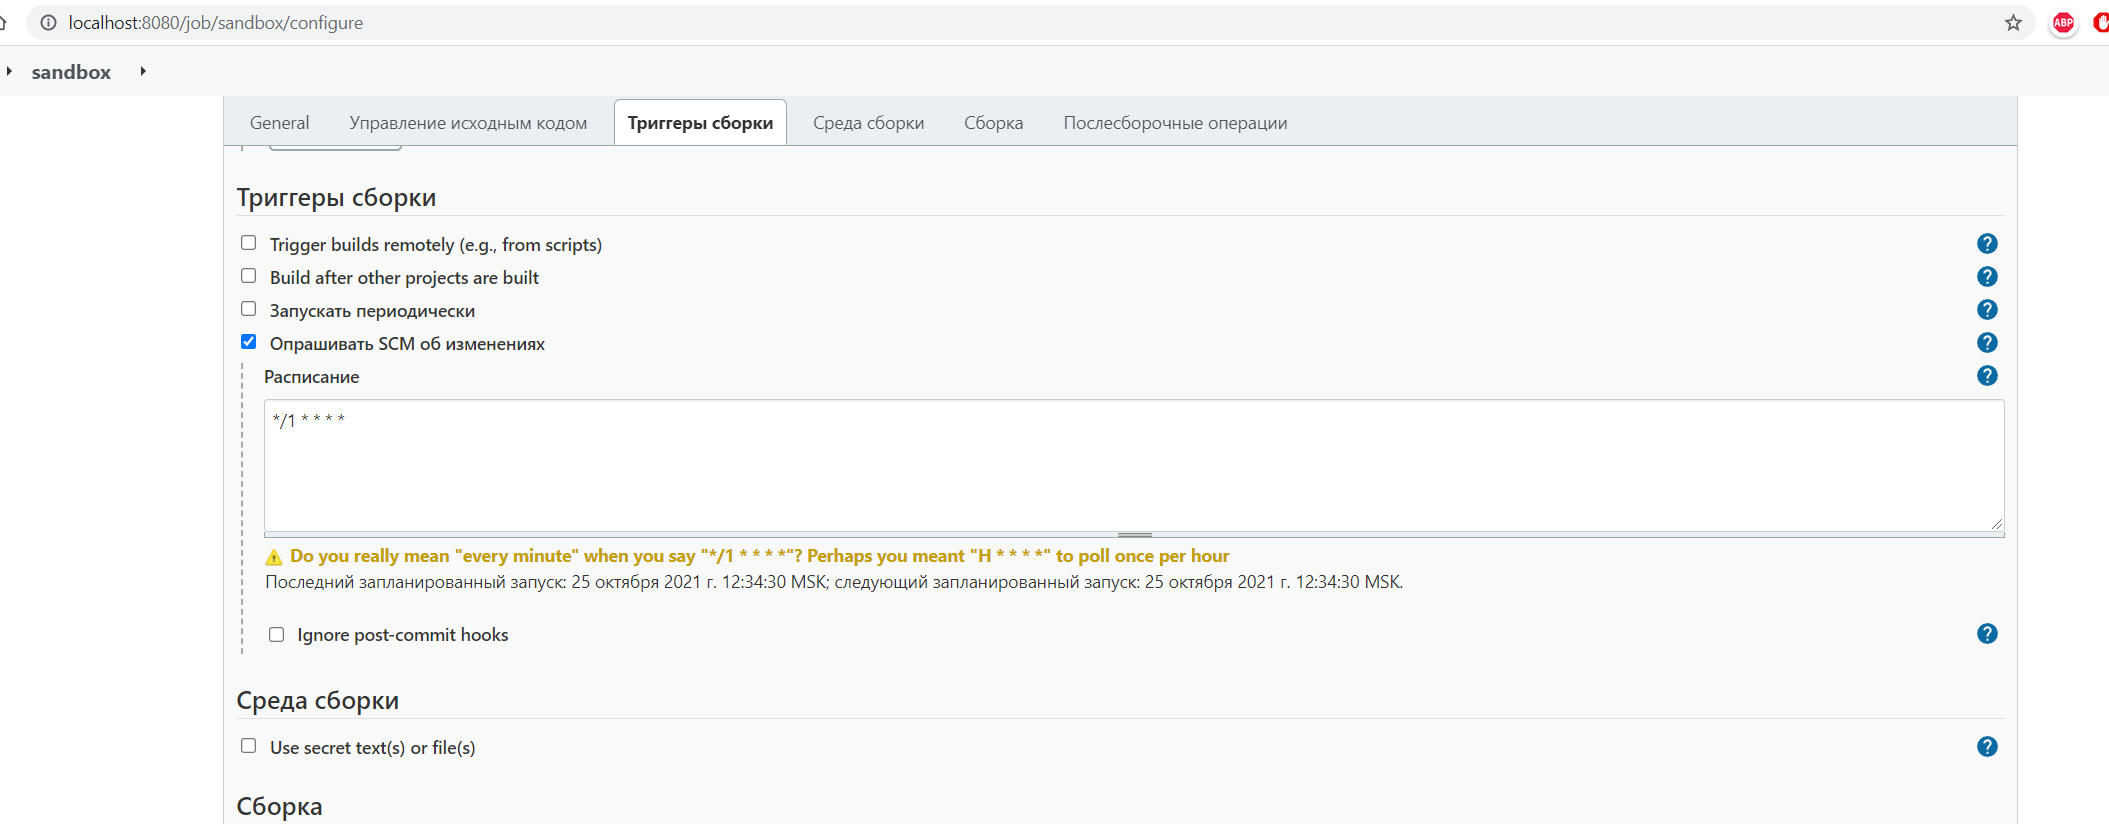 localhost:8080/job/sandbox/configure
ABP
sandbox
General Управление исходным кодом Триггеры сборки Среда сборки Сборка Послесборочные операции
Триггеры сборки
Trigger builds remotely (e.g., from scripts) ?
Build after other projects are built ?
Запускать периодически ?
Опрашивать SCM об изменениях ?
Расписание ?
*/1 * * * *
Do you really mean "every minute" when you say "*/1 * * * *"? Perhaps you meant "H * * * *" to poll once per hour
Последний запланированный запуск: 25 октября 2021 г. 12:34:30 MSK; следующий запланированный запуск: 25 октября 2021 г. 12:34:30 MSK.
Ignore post-commit hooks ?
Среда сборки
Use secret text(s) or file(s) ?
Сборка